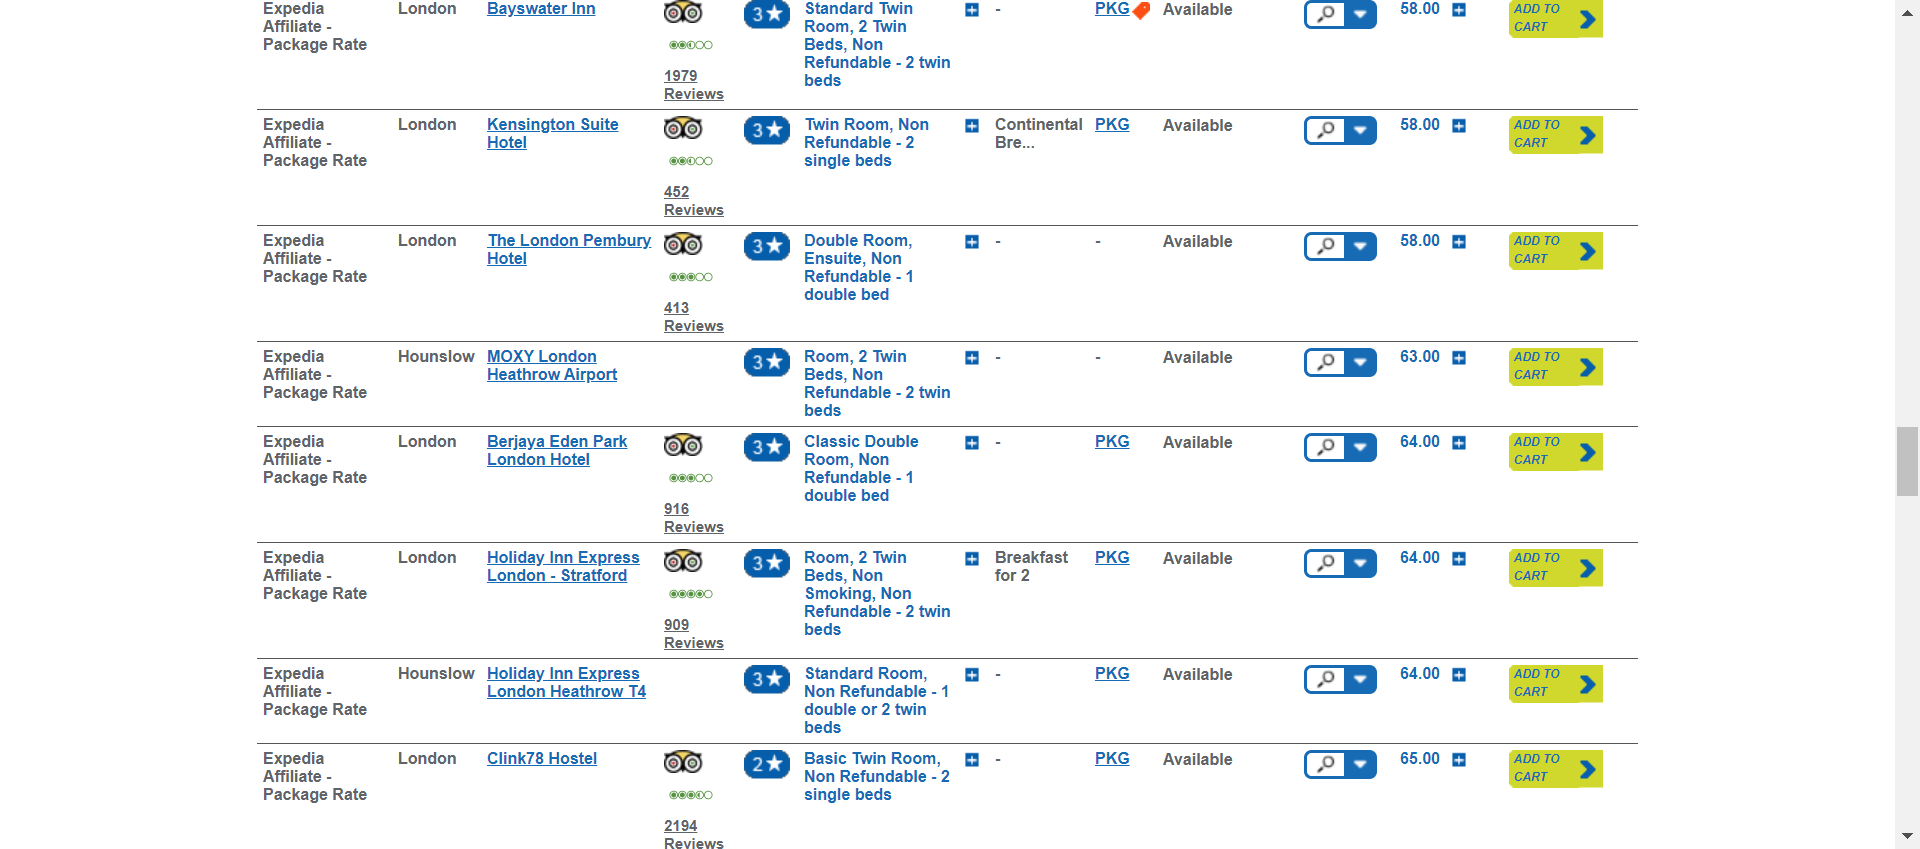 Expedia Affiliate - Package Rate
London
Bayswater Inn
1979 Reviews
3
Standard Twin Room, 2 Twin Beds, Non Refundable - 2 twin beds
-
PKG
Available
58.00
ADD TO CART
Expedia Affiliate - Package Rate
London
Kensington Suite Hotel
452 Reviews
3
Twin Room, Non Refundable - 2 single beds
Continental Bre...
PKG
Available
58.00
ADD TO CART
Expedia Affiliate - Package Rate
London
The London Pembury Hotel
413 Reviews
3
Double Room, Ensuite, Non Refundable - 1 double bed
-
-
Available
58.00
ADD TO CART
Expedia Affiliate - Package Rate
Hounslow
MOXY London Heathrow Airport
3
Room, 2 Twin Beds, Non Refundable - 2 twin beds
-
-
Available
63.00
ADD TO CART
Expedia Affiliate - Package Rate
London
Berjaya Eden Park London Hotel
916 Reviews
3
Classic Double Room, Non Refundable - 1 double bed
-
PKG
Available
64.00
ADD TO CART
Expedia Affiliate - Package Rate
London
Holiday Inn Express London - Stratford
909 Reviews
3
Room, 2 Twin Beds, Non Smoking, Non Refundable - 2 twin beds
Breakfast for 2
PKG
Available
64.00
ADD TO CART
Expedia Affiliate - Package Rate
Hounslow
Holiday Inn Express London Heathrow T4
3
Standard Room, Non Refundable - 1 double or 2 twin beds
-
PKG
Available
64.00
ADD TO CART
Expedia Affiliate - Package Rate
London
Clink78 Hostel
2194 Reviews
2
Basic Twin Room, Non Refundable - 2 single beds
-
PKG
Available
65.00
ADD TO CART